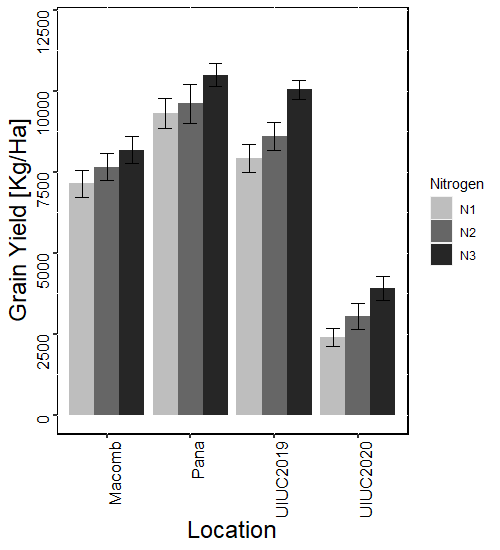 Grain Yield [Kg/Ha]
12500
10000
7500
5000
2500
0
Macomb
Pana
UIUC2019
UIUC2020
Location
Nitrogen
N1
N2
N3